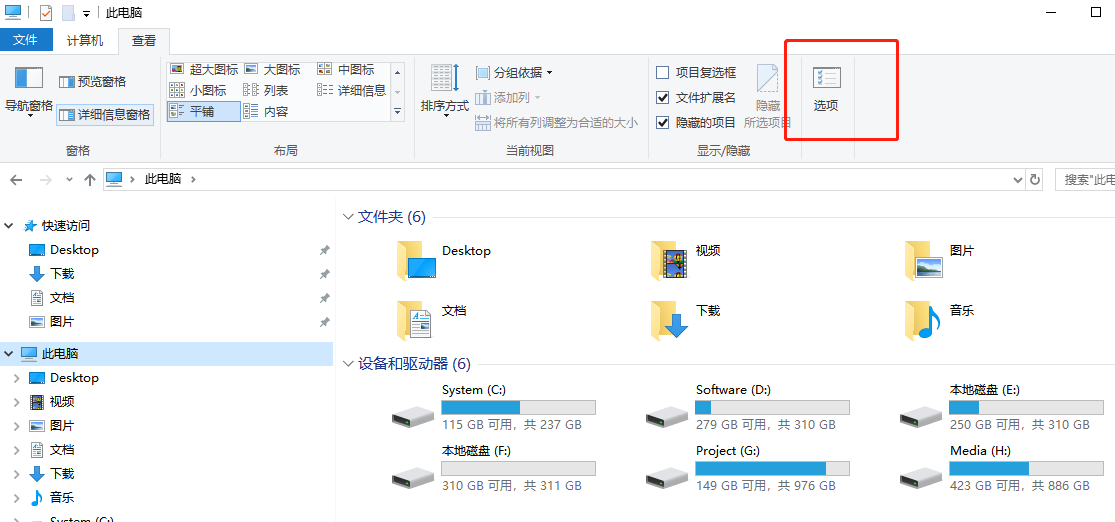 此电脑
文件 计算机 查看
导航窗格 预览窗格 详细信息窗格
窗格
超大图标 大图标 中图标
小图标 列表 详细信息
平铺 内容
布局
排序方式 分组依据
添加列
将所有列调整为合适的大小
当前视图
项目复选框
文件扩展名
隐藏的项目
隐藏
所选项目
显示/隐藏
选项
此电脑 搜索"此电
快速访问
Desktop
下载
文档
图片
此电脑
Desktop
视频
图片
文档
下载
音乐
System (C:)
文件夹 (6)
Desktop 视频 图片
文档 下载 音乐
设备和驱动器 (6)
System (C:) Software (D:) 本地磁盘 (E:)
115 GB 可用，共 237 GB 279 GB 可用，共 310 GB 250 GB 可用，共 310 GB
本地磁盘 (F:) Project (G:) Media (H:)
310 GB 可用，共 311 GB 149 GB 可用，共 976 GB 423 GB 可用，共 886 GB